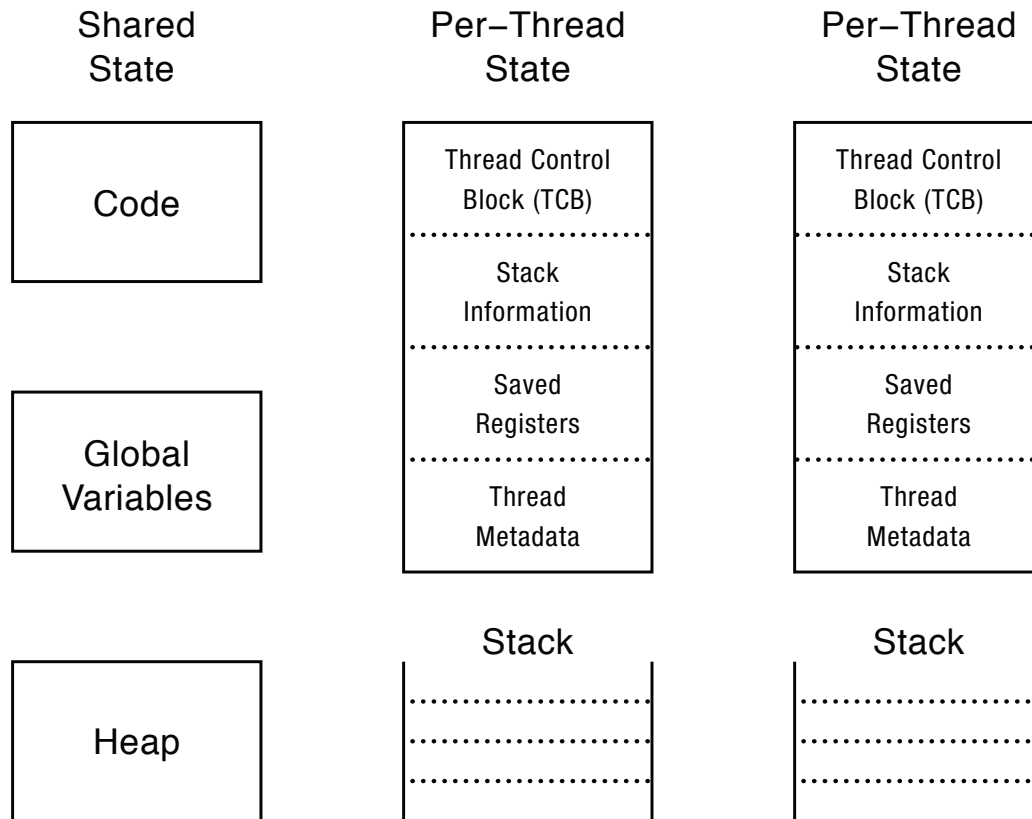 Shared
State
Code
Global
Variables
Heap
Per–Thread
State
Thread Control
Block (TCB)
Stack
Information
Saved
Registers
Thread
Metadata
Stack
Per–Thread
State
Thread Control
Block (TCB)
Stack
Information
Saved
Registers
Thread
Metadata
Stack